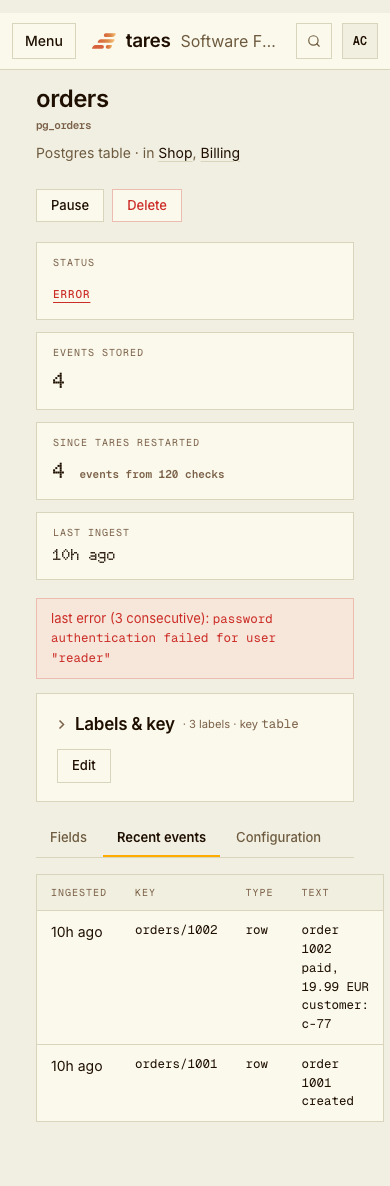 Menu tares Software F... AC
orders
pg_orders
Postgres table · in Shop, Billing
Pause Delete
STATUS
ERROR
EVENTS STORED
4
SINCE TARES RESTARTED
4 events from 120 checks
LAST INGEST
10h ago
last error (3 consecutive): password
authentication failed for user
"reader"
Labels & key · 3 labels · key table
Edit
Fields Recent events Configuration
INGESTED KEY TYPE TEXT
10h ago orders/1002 row order
1002
paid,
19.99 EUR
customer:
c-77
10h ago orders/1001 row order
1001
created